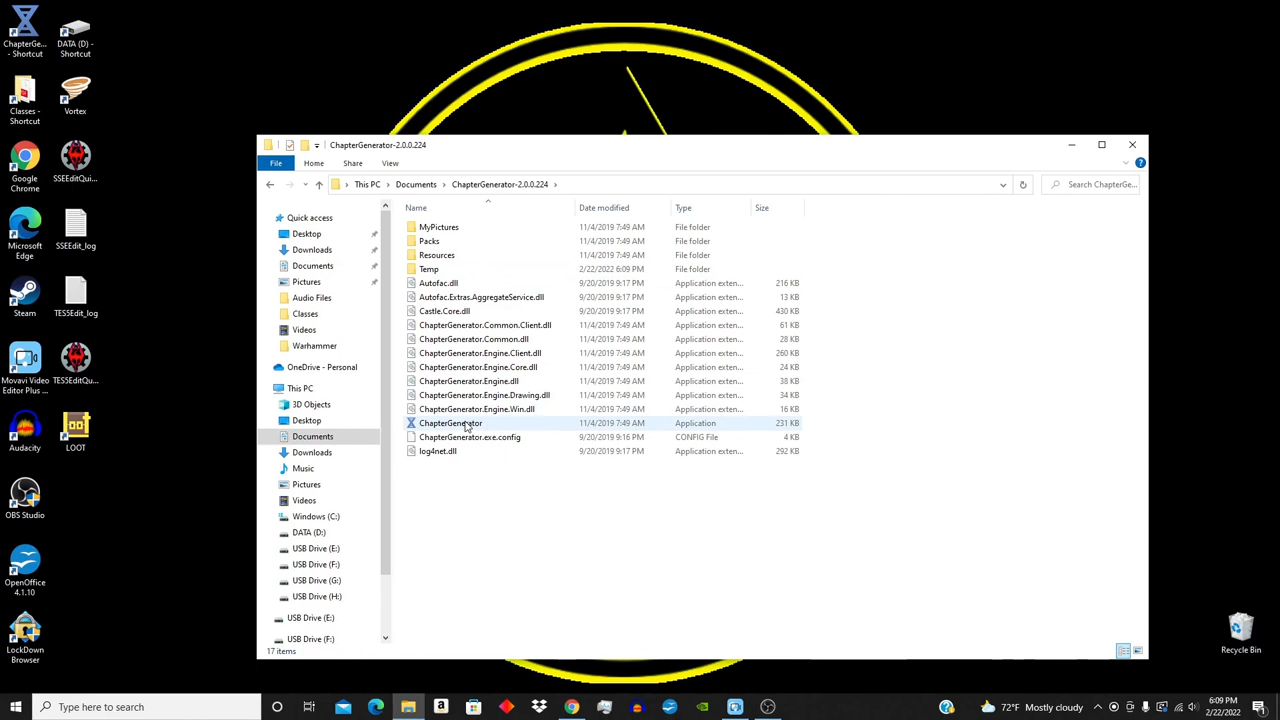 ChapterGe...
- Shortcut
DATA (D) -
Shortcut
Classes -
Shortcut
Vortex
Google
Chrome
SSEEditQui...
Microsoft
Edge
SSEEdit_log
Steam
TES5Edit_log
Movavi Video
Editor Plus ...
TES5EditQu...
Audacity
LOOT
OBS Studio
OpenOffice
4.1.10
LockDown
Browser
Recycle Bin
ChapterGenerator-2.0.0.224
File Home Share View
This PC > Documents > ChapterGenerator-2.0.0.224 >
Search ChapterGe...
Name Date modified Type Size
Quick access
Desktop
Downloads
Documents
Pictures
Audio Files
Classes
Videos
Warhammer
OneDrive - Personal
This PC
3D Objects
Desktop
Documents
Downloads
Music
Pictures
Videos
Windows (C:)
DATA (D:)
USB Drive (E:)
USB Drive (F:)
USB Drive (G:)
USB Drive (H:)
USB Drive (E:)
USB Drive (F:)
MyPictures 11/4/2019 7:49 AM File folder
Packs 11/4/2019 7:49 AM File folder
Resources 11/4/2019 7:49 AM File folder
Temp 2/22/2022 6:09 PM File folder
Autofac.dll 9/20/2019 9:17 PM Application exten... 216 KB
Autofac.Extras.AggregateService.dll 9/20/2019 9:17 PM Application exten... 13 KB
Castle.Core.dll 9/20/2019 9:17 PM Application exten... 430 KB
ChapterGenerator.Common.Client.dll 11/4/2019 7:49 AM Application exten... 61 KB
ChapterGenerator.Common.dll 11/4/2019 7:49 AM Application exten... 28 KB
ChapterGenerator.Engine.Client.dll 11/4/2019 7:49 AM Application exten... 260 KB
ChapterGenerator.Engine.Core.dll 11/4/2019 7:49 AM Application exten... 24 KB
ChapterGenerator.Engine.dll 11/4/2019 7:49 AM Application exten... 38 KB
ChapterGenerator.Engine.Drawing.dll 11/4/2019 7:49 AM Application exten... 34 KB
ChapterGenerator.Engine.Win.dll 11/4/2019 7:49 AM Application exten... 16 KB
ChapterGenerator 11/4/2019 7:49 AM Application 231 KB
ChapterGenerator.exe.config 9/20/2019 9:16 PM CONFIG File 4 KB
log4net.dll 9/20/2019 9:17 PM Application exten... 292 KB
17 items
Type here to search
72°F Mostly cloudy
6:09 PM
2/22/2022